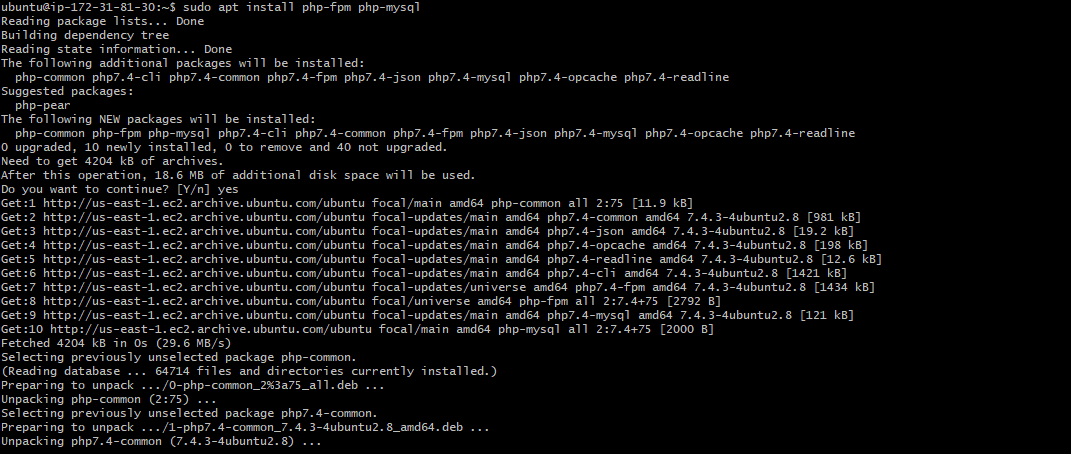 ubuntu@ip-172-31-81-30:~$ sudo apt install php-fpm php-mysql
Reading package lists... Done
Building dependency tree
Reading state information... Done
The following additional packages will be installed:
  php-common php7.4-cli php7.4-common php7.4-fpm php7.4-json php7.4-mysql php7.4-opcache php7.4-readline
Suggested packages:
  php-pear
The following NEW packages will be installed:
  php-common php-fpm php-mysql php7.4-cli php7.4-common php7.4-fpm php7.4-json php7.4-mysql php7.4-opcache php7.4-readline
0 upgraded, 10 newly installed, 0 to remove and 40 not upgraded.
Need to get 4204 kB of archives.
After this operation, 18.6 MB of additional disk space will be used.
Do you want to continue? [Y/n] yes
Get:1 http://us-east-1.ec2.archive.ubuntu.com/ubuntu focal/main amd64 php-common all 2:75 [11.9 kB]
Get:2 http://us-east-1.ec2.archive.ubuntu.com/ubuntu focal-updates/main amd64 php7.4-common amd64 7.4.3-4ubuntu2.8 [981 kB]
Get:3 http://us-east-1.ec2.archive.ubuntu.com/ubuntu focal-updates/main amd64 php7.4-json amd64 7.4.3-4ubuntu2.8 [19.2 kB]
Get:4 http://us-east-1.ec2.archive.ubuntu.com/ubuntu focal-updates/main amd64 php7.4-opcache amd64 7.4.3-4ubuntu2.8 [198 kB]
Get:5 http://us-east-1.ec2.archive.ubuntu.com/ubuntu focal-updates/main amd64 php7.4-readline amd64 7.4.3-4ubuntu2.8 [12.6 kB]
Get:6 http://us-east-1.ec2.archive.ubuntu.com/ubuntu focal-updates/main amd64 php7.4-cli amd64 7.4.3-4ubuntu2.8 [1421 kB]
Get:7 http://us-east-1.ec2.archive.ubuntu.com/ubuntu focal-updates/universe amd64 php7.4-fpm amd64 7.4.3-4ubuntu2.8 [1434 kB]
Get:8 http://us-east-1.ec2.archive.ubuntu.com/ubuntu focal/universe amd64 php-fpm all 2:7.4+75 [2792 B]
Get:9 http://us-east-1.ec2.archive.ubuntu.com/ubuntu focal-updates/main amd64 php7.4-mysql amd64 7.4.3-4ubuntu2.8 [121 kB]
Get:10 http://us-east-1.ec2.archive.ubuntu.com/ubuntu focal/main amd64 php-mysql all 2:7.4+75 [2000 B]
Fetched 4204 kB in 0s (29.6 MB/s)
Selecting previously unselected package php-common.
(Reading database ... 64714 files and directories currently installed.)
Preparing to unpack .../0-php-common_2%3a75_all.deb ...
Unpacking php-common (2:75) ...
Selecting previously unselected package php7.4-common.
Preparing to unpack .../1-php7.4-common_7.4.3-4ubuntu2.8_amd64.deb ...
Unpacking php7.4-common (7.4.3-4ubuntu2.8) ...